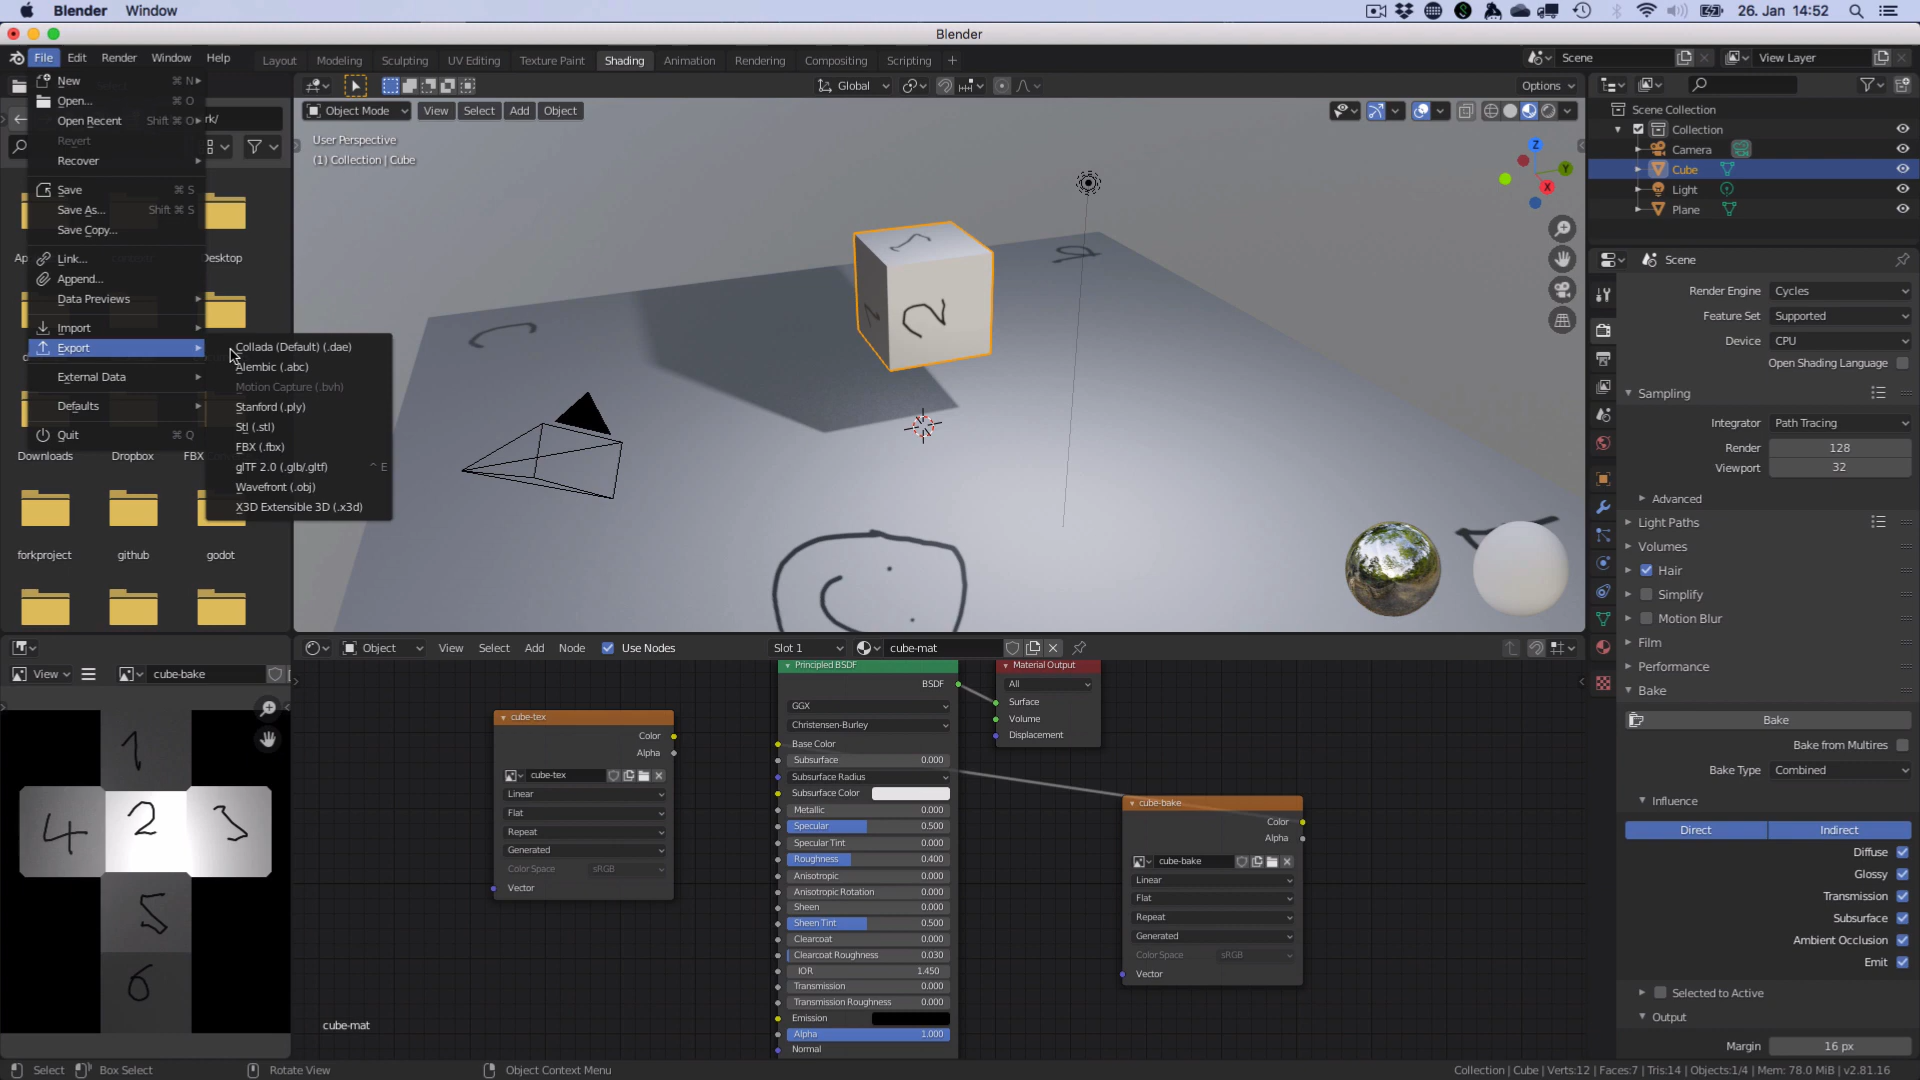 Blender Window 26. Jan 14:52
Blender
File Edit Render Window Help Layout Modeling Sculpting UV Editing Texture Paint Shading Animation Rendering Compositing Scripting + Scene View Layer
New ⌘ N
Open... ⌘ O
Open Recent Shift ⌘ O
Revert
Recover
Save ⌘ S
Save As... Shift ⌘ S
Save Copy...
Link...
Append...
Data Previews
Import
Export
External Data
Defaults
Quit ⌘ Q
rk/
Desktop
Downloads Dropbox
forkproject github godot
Collada (Default) (.dae)
Alembic (.abc)
Motion Capture (.bvh)
Stanford (.ply)
Stl (.stl)
FBX (.fbx)
glTF 2.0 (.glb/.gltf) ^ E
Wavefront (.obj)
X3D Extensible 3D (.x3d)
Global Options
Object Mode View Select Add Object
User Perspective
(1) Collection | Cube
Z
Y
X
1
2
2
Scene Collection
Collection
Camera
Cube
Light
Plane
Scene
Render Engine Cycles
Feature Set Supported
Device CPU
Open Shading Language
Sampling
Integrator Path Tracing
Render 128
Viewport 32
Advanced
Light Paths
Volumes
Hair
Simplify
Motion Blur
Film
Performance
Bake
Bake
Bake from Multires
Bake Type Combined
Influence
Direct Indirect
Diffuse
Glossy
Transmission
Subsurface
Ambient Occlusion
Emit
Selected to Active
Output
Margin 16 px
Object View Select Add Node Use Nodes Slot 1 cube-mat
View cube-bake
1
4 2 3
5
6
cube-tex
Color
Alpha
cube-tex
Linear
Flat
Repeat
Generated
Color Space sRGB
Vector
Principled BSDF
BSDF
GGX
Christensen-Burley
Base Color
Subsurface 0.000
Subsurface Radius
Subsurface Color
Metallic 0.000
Specular 0.500
Specular Tint 0.000
Roughness 0.400
Anisotropic 0.000
Anisotropic Rotation 0.000
Sheen 0.000
Sheen Tint 0.500
Clearcoat 0.000
Clearcoat Roughness 0.030
IOR 1.450
Transmission 0.000
Transmission Roughness 0.000
Emission
Alpha 1.000
Normal
Material Output
All
Surface
Volume
Displacement
cube-bake
Color
Alpha
cube-bake
Linear
Flat
Repeat
Generated
Color Space sRGB
Vector
cube-mat
Select Box Select Rotate View Object Context Menu Collection | Cube | Verts:12 | Faces:7 | Tris:14 | Objects:1/4 | Mem: 78.0 MiB | v2.81.16